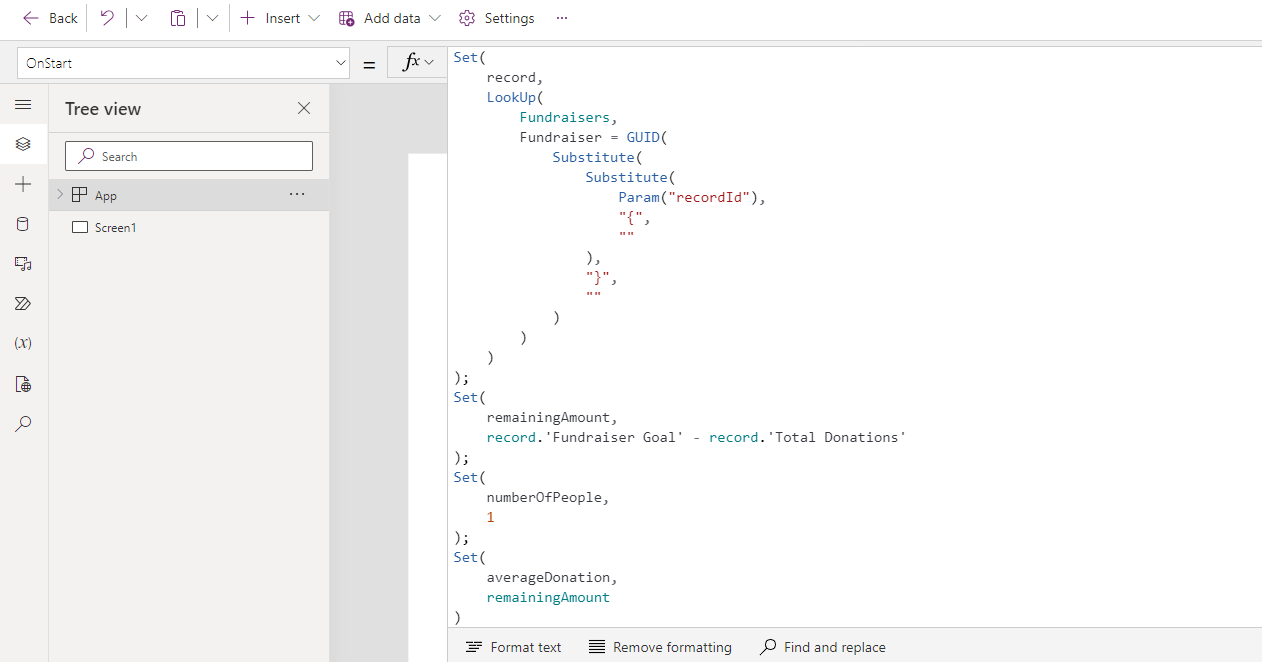 Back
Insert
Add data
Settings
...
OnStart
=
fx
Set(
record,
LookUp(
Fundraisers,
Fundraiser = GUID(
Substitute(
Substitute(
Param("recordId"),
"{",
""
),
"}",
""
)
)
)
);
Set(
remainingAmount,
record.'Fundraiser Goal' - record.'Total Donations'
);
Set(
numberOfPeople,
1
);
Set(
averageDonation,
remainingAmount
)
Tree view
Search
App
...
Screen1
(x)
Format text
Remove formatting
Find and replace